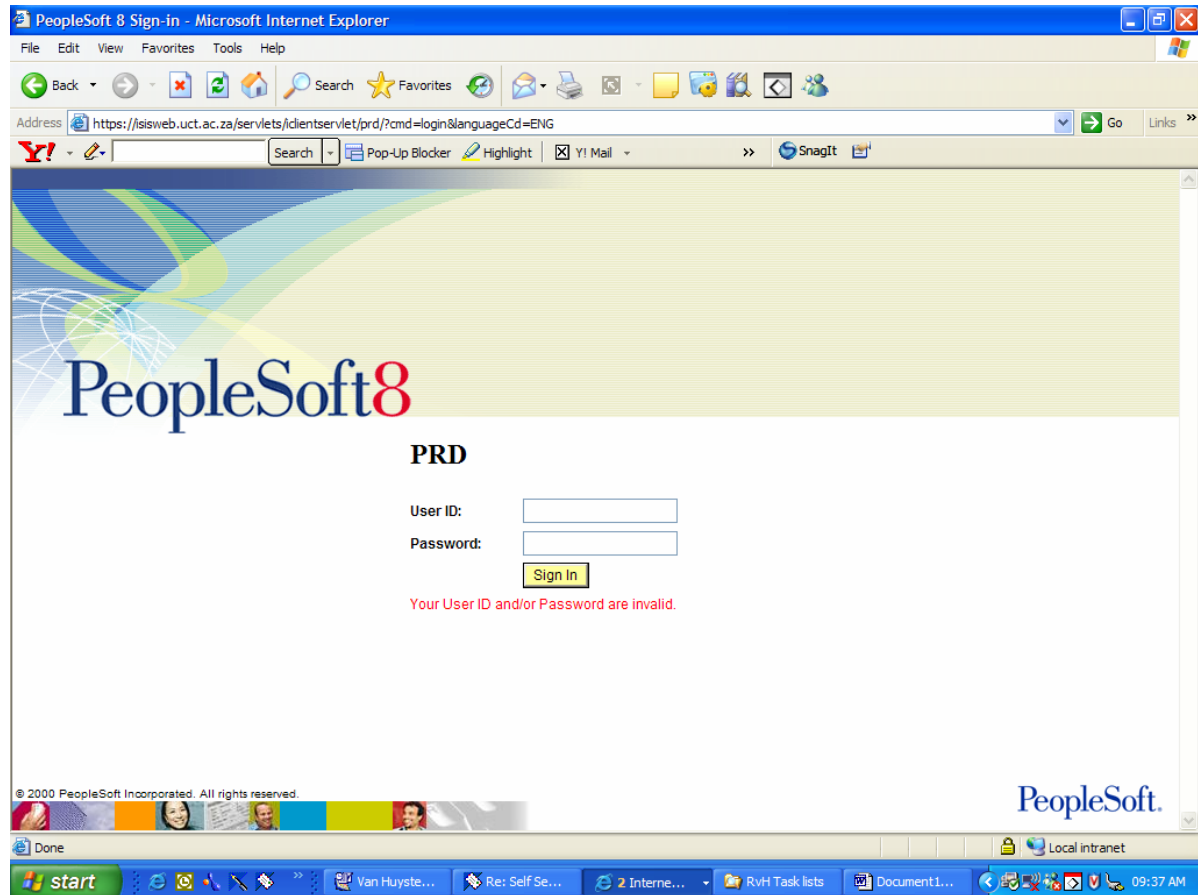 PeopleSoft 8 Sign-in - Microsoft Internet Explorer
File Edit View Favorites Tools Help
Back Search Favorites
Address https://isisweb.uct.ac.za/servlets/iclientservlet/prd/?cmd=login&languageCd=ENG Go Links »
Y! Search Pop-Up Blocker Highlight Y! Mail » SnagIt
PeopleSoft8
PRD
User ID:
Password:
Sign In
Your User ID and/or Password are invalid.
© 2000 PeopleSoft Incorporated. All rights reserved.
PeopleSoft.
Done Local intranet
start » Van Huyste... Re: Self Se... 2 Interne... RvH Task lists Document1... 09:37 AM